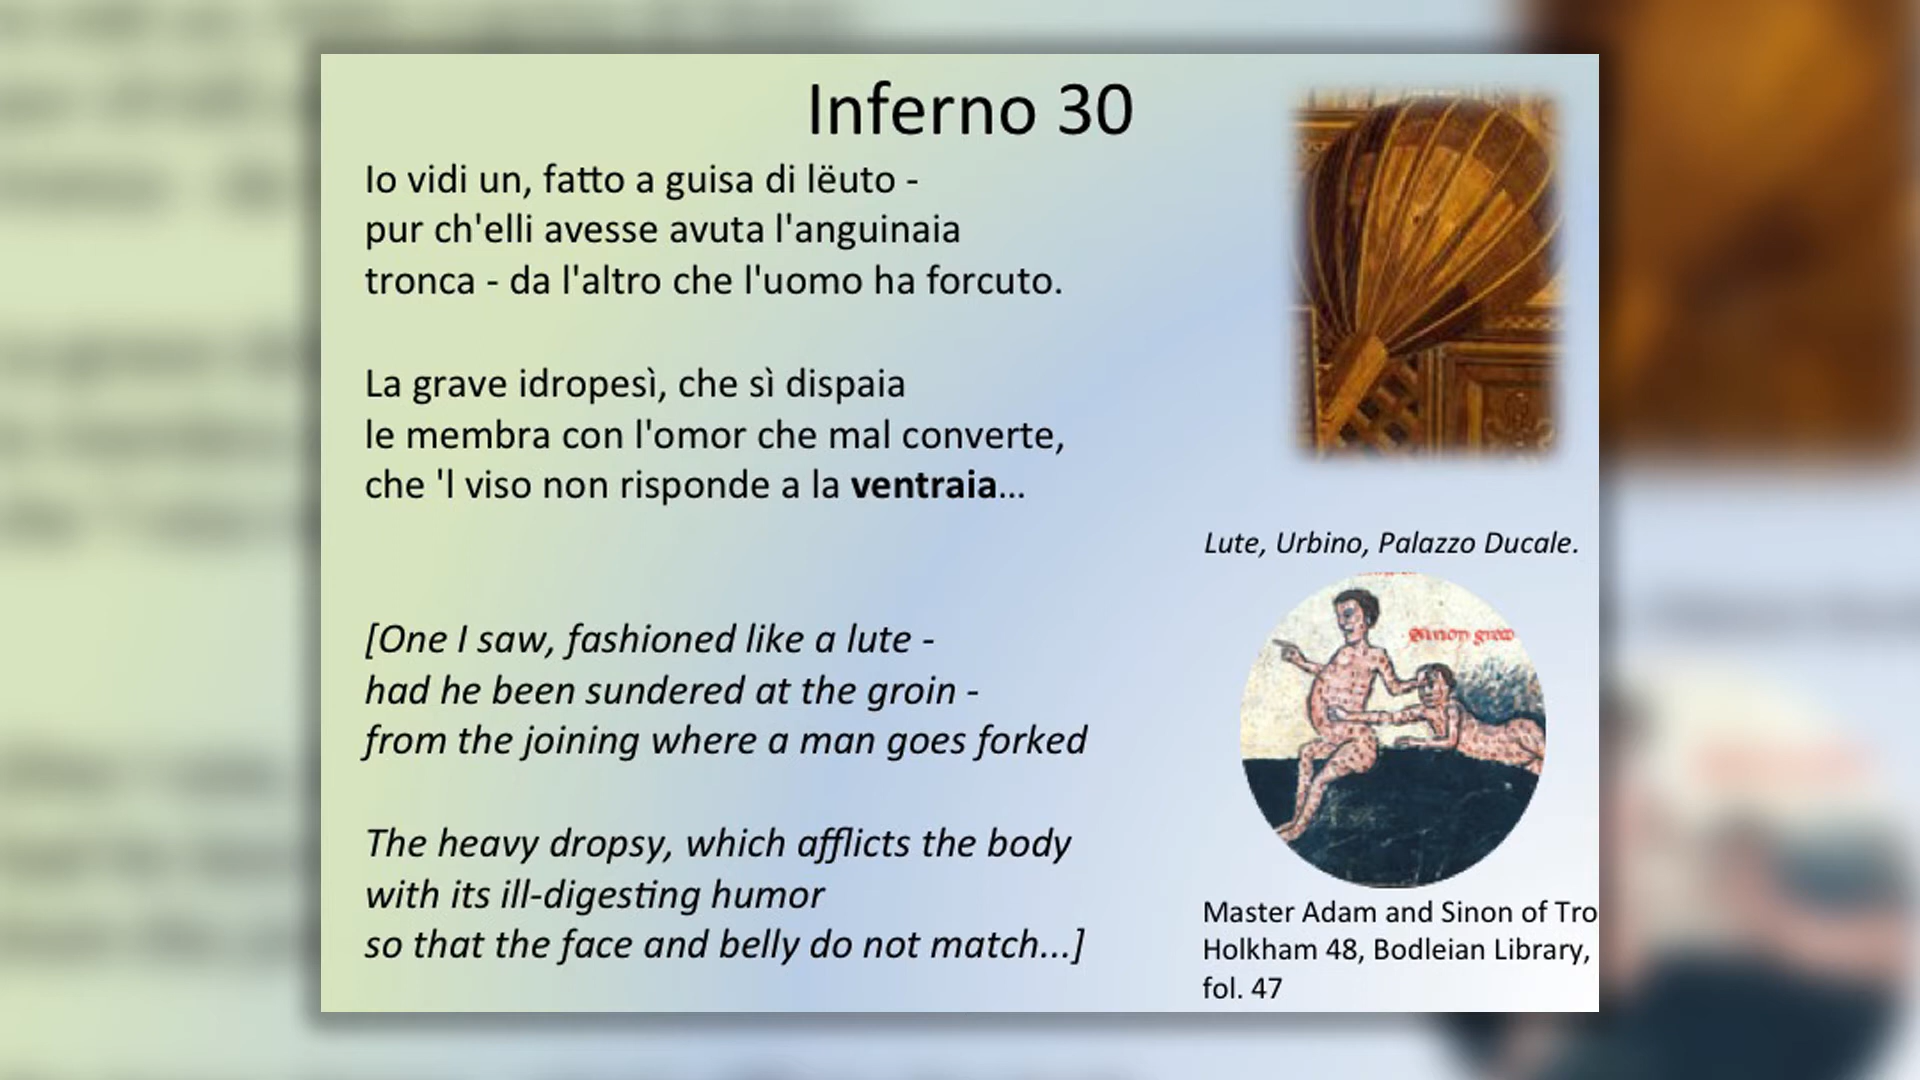 Inferno 30
Io vidi un, fatto a guisa di lëuto -
pur ch'elli avesse avuta l'anguinaia
tronca - da l'altro che l'uomo ha forcuto.
La grave idropesì, che sì dispaia
le membra con l'omor che mal converte,
che 'l viso non risponde a la ventraia...
[One I saw, fashioned like a lute -
had he been sundered at the groin -
from the joining where a man goes forked
The heavy dropsy, which afflicts the body
with its ill-digesting humor
so that the face and belly do not match...]
Lute, Urbino, Palazzo Ducale.
Master Adam and Sinon of Tro
Holkham 48, Bodleian Library,
fol. 47